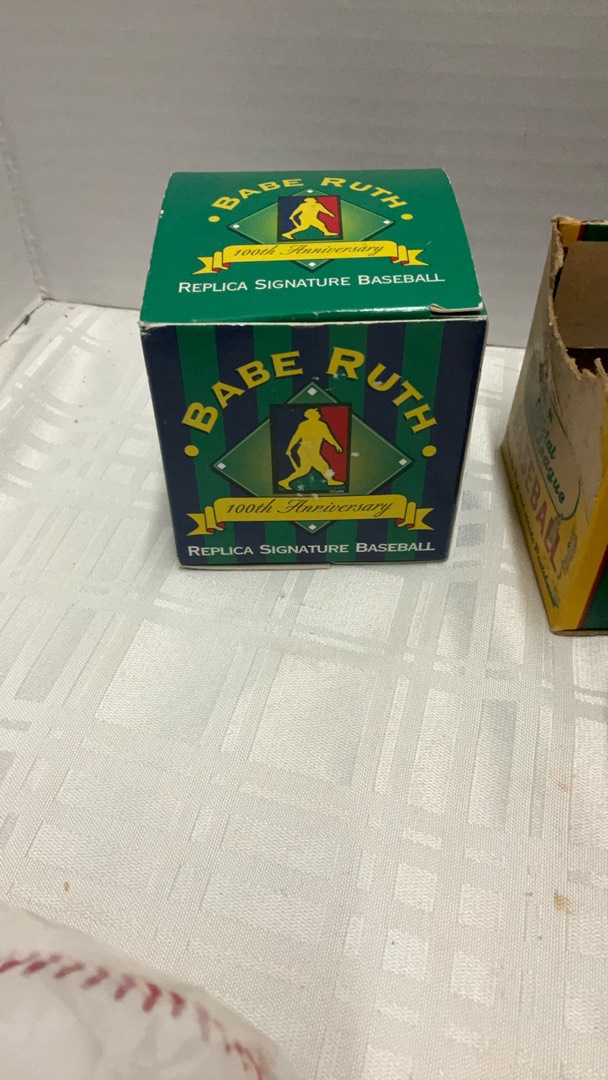 BABE RUTH
100th Anniversary
REPLICA SIGNATURE BASEBALL
BABE RUTH
100th Anniversary
REPLICA SIGNATURE BASEBALL